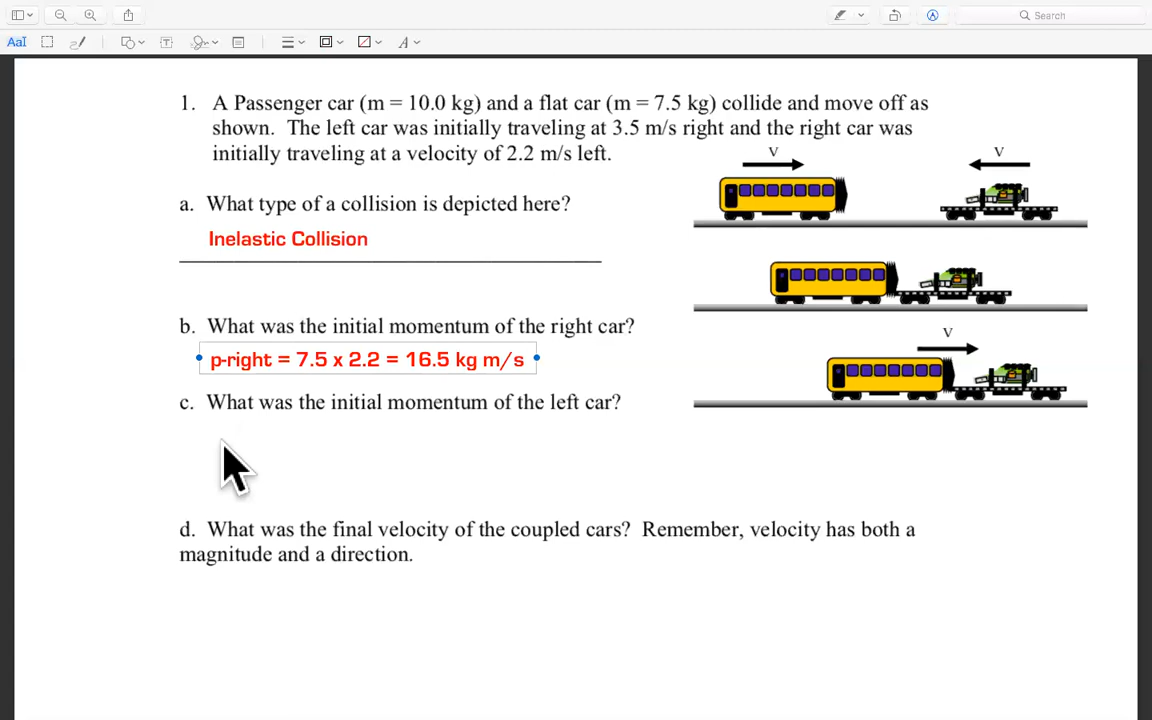 Search
AaI
T
A
1. A Passenger car (m = 10.0 kg) and a flat car (m = 7.5 kg) collide and move off as
shown. The left car was initially traveling at 3.5 m/s right and the right car was
initially traveling at a velocity of 2.2 m/s left.
V
V
a. What type of a collision is depicted here?
Inelastic Collision
b. What was the initial momentum of the right car?
V
p-right = 7.5 x 2.2 = 16.5 kg m/s
c. What was the initial momentum of the left car?
d. What was the final velocity of the coupled cars? Remember, velocity has both a
magnitude and a direction.